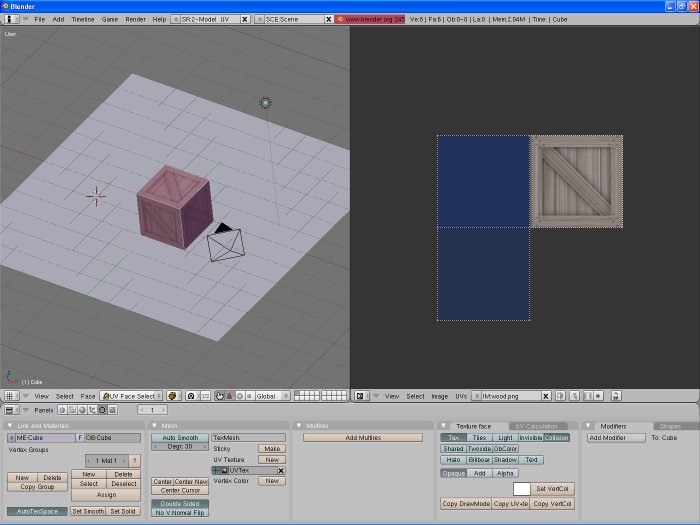 Blender
File Add Timeline Game Render Help SR:2-Model UV SCE:Scene www.blender.org 245 Ve:8 | Fa:6 | Ob:0-0 | La:0 | Mem:2.04M | Time: | Cube
User
(1) Cube
View Select Face UV Face Select Global
View Select Image UVs IM:wood.png
Panels 1
Link and Materials
ME:Cube F OB:Cube
Vertex Groups
1 Mat 1 ?
New Delete New Delete
Copy Group Select Deselect
Assign
AutoTexSpace Set Smooth Set Solid
Mesh
Auto Smooth TexMesh:
Degr: 30 Sticky Make
UV Texture New
UVTex
Center Center New Vertex Color New
Center Cursor
Double Sided
No V.Normal Flip
Multires
Add Multires
Texture face UV Calculation
Tex Tiles Light Invisible Collision
Shared Twoside ObColor
Halo Billboar Shadow Text
Opaque Add Alpha
Set VertCol
Copy DrawMode Copy UV+te Copy VertCol
Modifiers Shapes
Add Modifier To: Cube